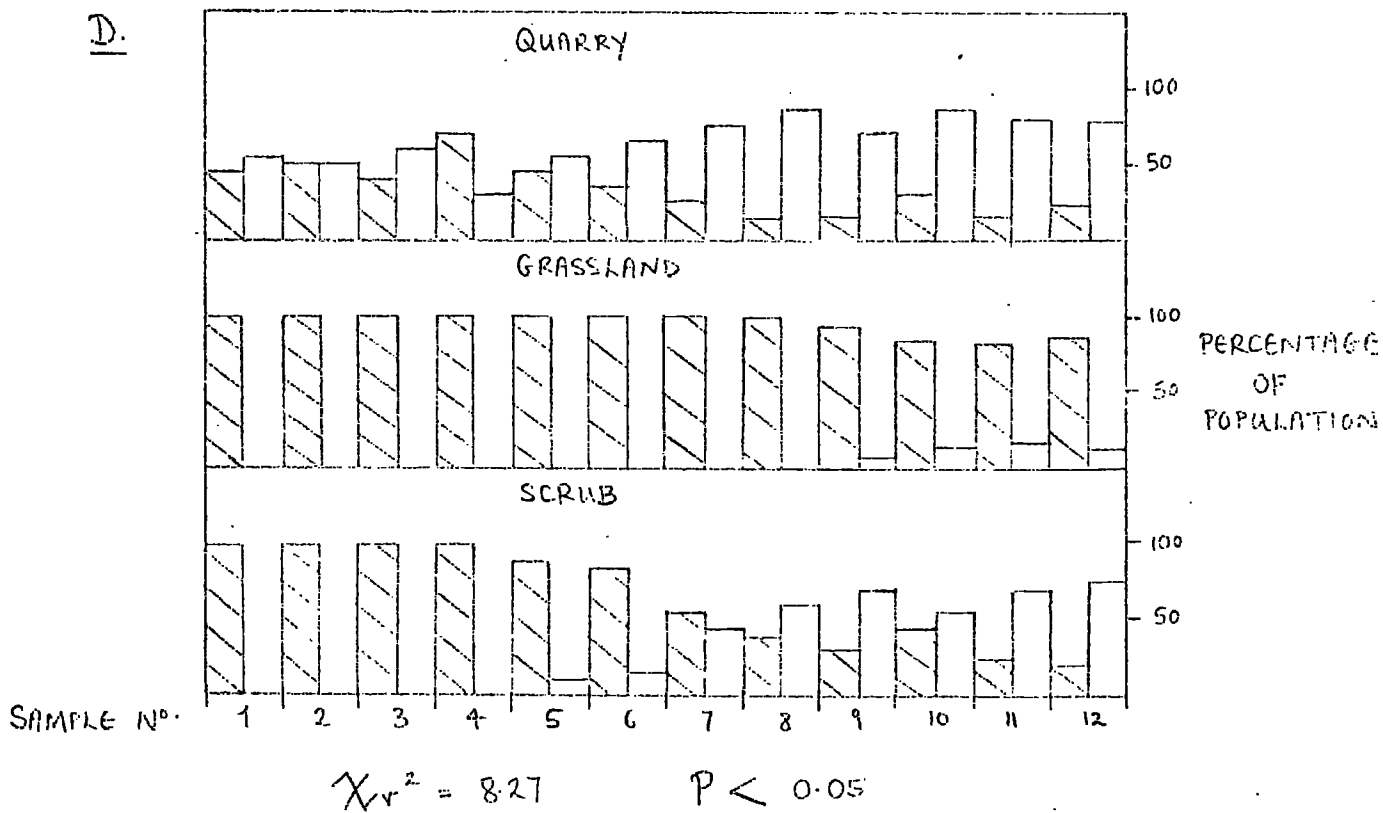 D.
QUARRY
100
50
GRASSLAND
100
50
PERCENTAGE
OF
POPULATION
SCRUB
100
50
SAMPLE Nº. 1 2 3 4 5 6 7 8 9 10 11 12
χr² = 8.27 P < 0.05